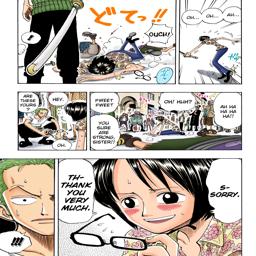 OH... OH... AH...
どてっ!!
OUCH!
OH! HUH?
AH HA
HA HA
HA!!
FWEET
FWEET
YOU
SURE
ARE
STRONG,
SISTER!!
HEY.
ARE
THESE
YOURS
?
OH.
S-
SORRY.
TH-
THANK
YOU
VERY
MUCH.
!!!